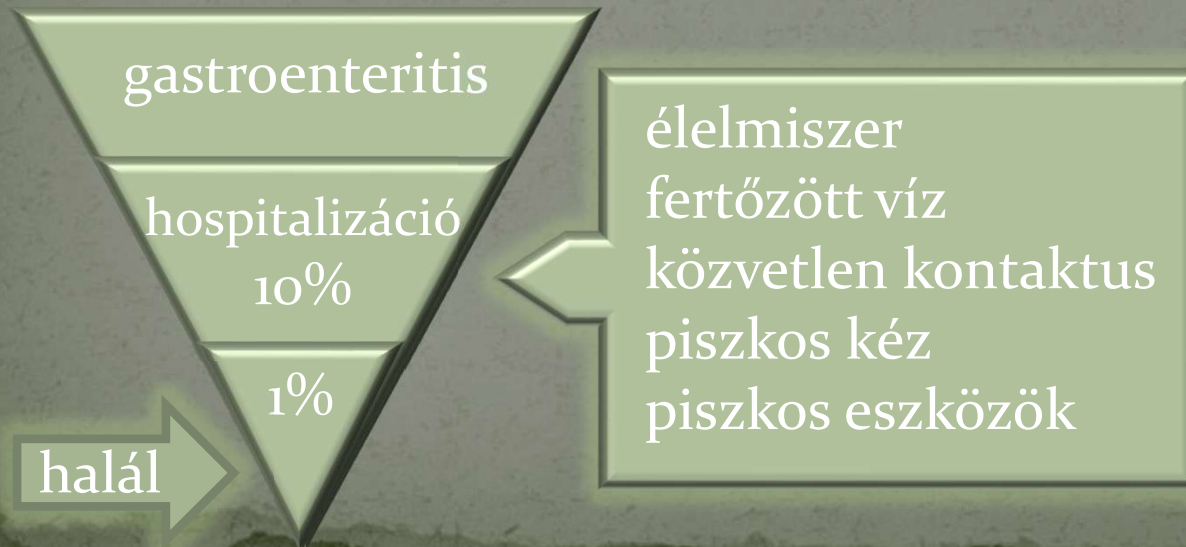 gastroenteritis
hospitalizáció
10%
1%
halál
élelmiszer
fertőzött víz
közvetlen kontaktus
piszkos kéz
piszkos eszközök